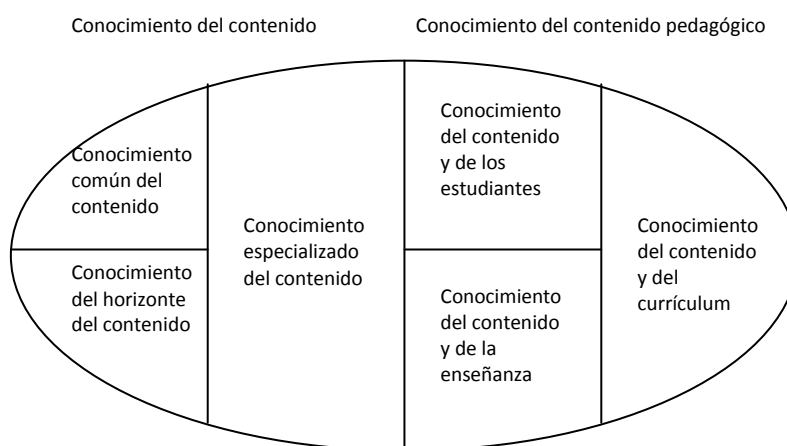 Conocimiento del contenido
Conocimiento del contenido pedagógico
Conocimiento
común del
contenido
Conocimiento
del horizonte
del contenido
Conocimiento
especializado
del contenido
Conocimiento
del contenido
y de los
estudiantes
Conocimiento
del contenido
y de la
enseñanza
Conocimiento
del contenido
y del
currículum